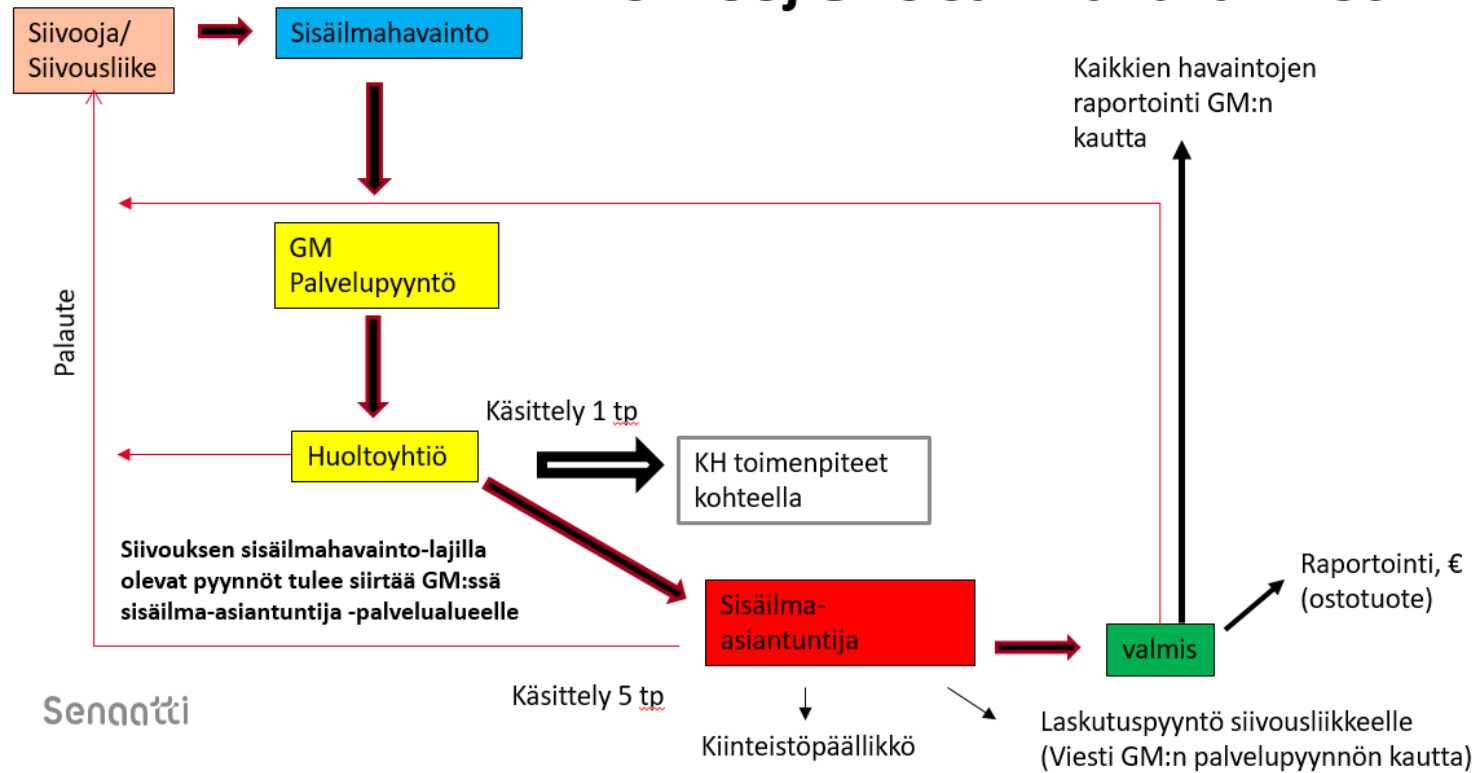 Siivooja/
Siivousliike
Sisäilmahavainto
Kaikkien havaintojen
raportointi GM:n
kautta
GM
Palvelupyyntö
Palaute
Käsittely 1 tp
Huoltoyhtiö
KH toimenpiteet
kohteella
Siivouksen sisäilmahavainto-lajilla
olevat pyynnöt tulee siirtää GM:ssä
sisäilma-asiantuntija -palvelualueelle
Raportointi, €
(ostotuote)
Sisäilma-
asiantuntija
valmis
Käsittely 5 tp
Senaatti
Kiinteistöpäällikkö
Laskutuspyyntö siivousliikkeelle
(Viesti GM:n palvelupyynnön kautta)